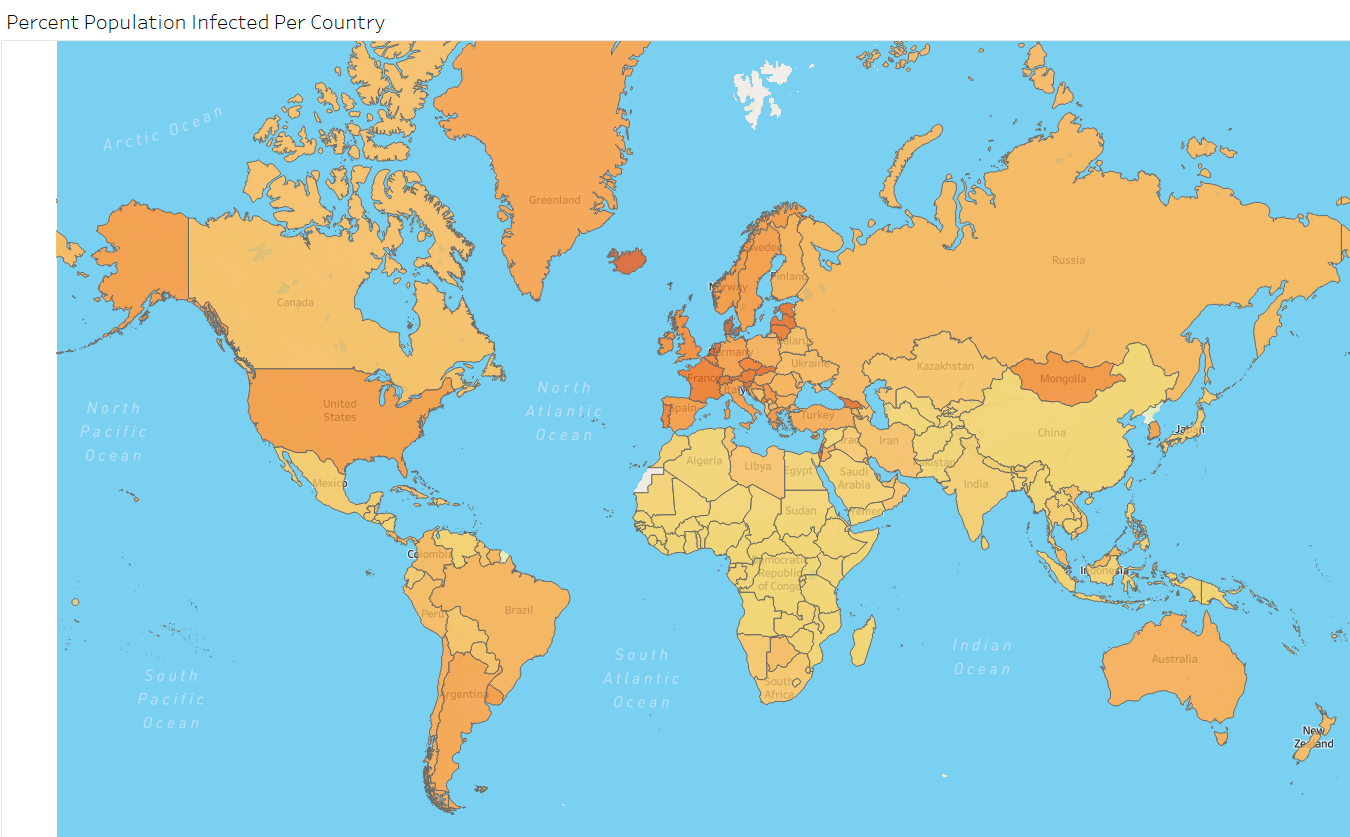 Percent Population Infected Per Country
Arctic Ocean
Greenland
Sweden
Russia
Finland
Norway
Canada
Belarus
Germany
Ukraine
Kazakhstan
France
Mongolia
Italy
North
Atlantic
Ocean
United
States
North
Pacific
Ocean
Spain
Turkey
Japan
China
Iraq
Iran
Algeria
Libya
Egypt
Pakistan
Saudi
Arabia
India
Mexico
Sudan
Yemen
Colombia
Democratic
Republic
of Congo
Indonesia
Brazil
Peru
Indian
Ocean
South
Atlantic
Ocean
Australia
South
Pacific
Ocean
Argentina
South
Africa
New
Zealand